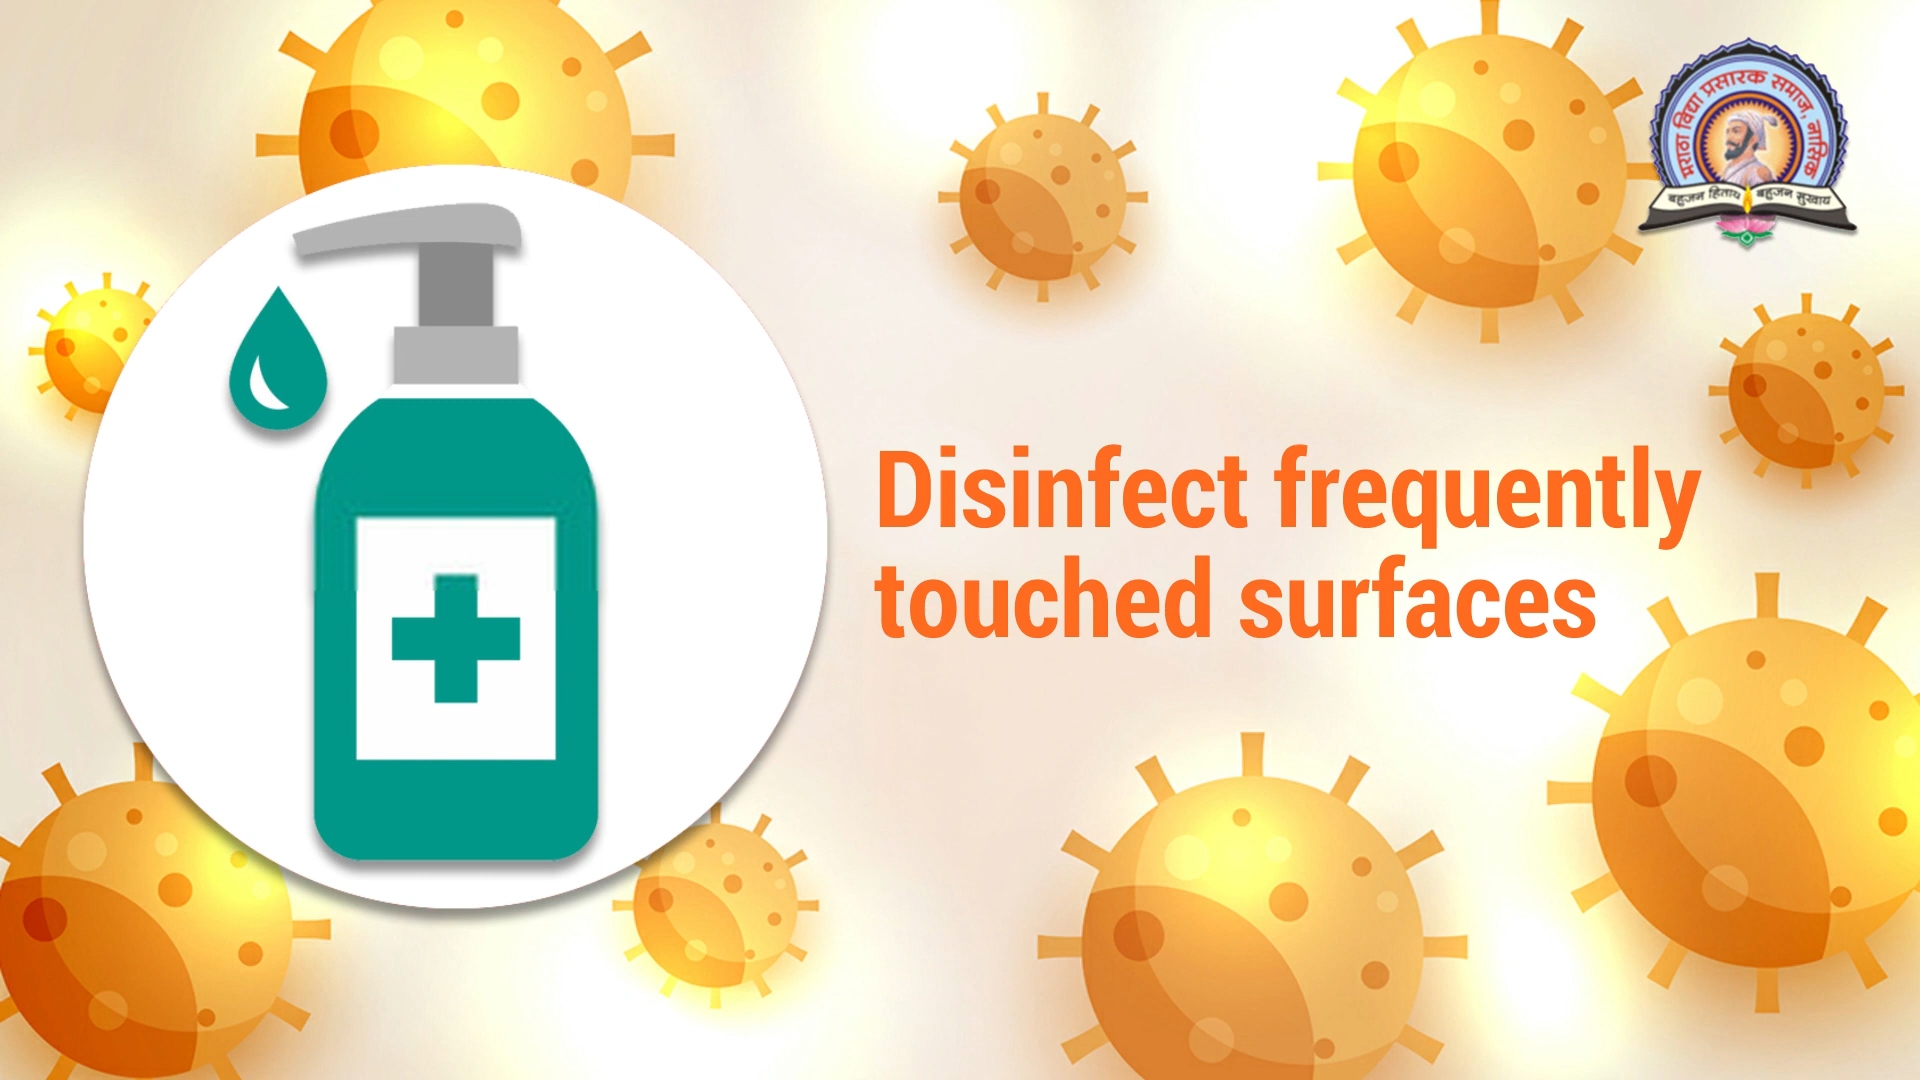 मराठा विद्या प्रसारक समाज, नासिक
बहुजन हिताय बहुजन सुखाय
Disinfect frequently
touched surfaces